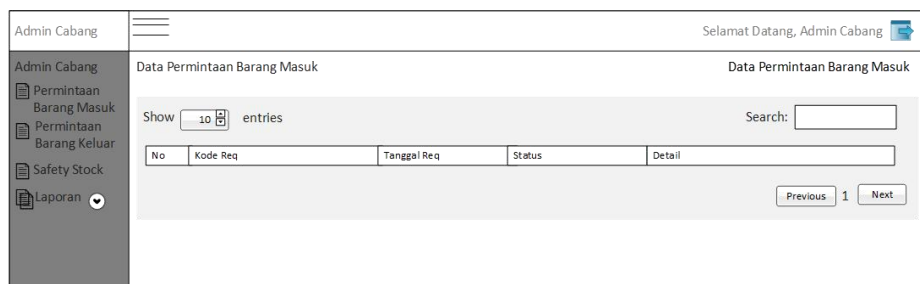 Admin Cabang
Selamat Datang, Admin Cabang
Admin Cabang
Permintaan
Barang Masuk
Permintaan
Barang Keluar
Safety Stock
Laporan
Data Permintaan Barang Masuk
Data Permintaan Barang Masuk
Show 10 entries
Search:
No Kode Req Tanggal Req Status Detail
Previous 1 Next